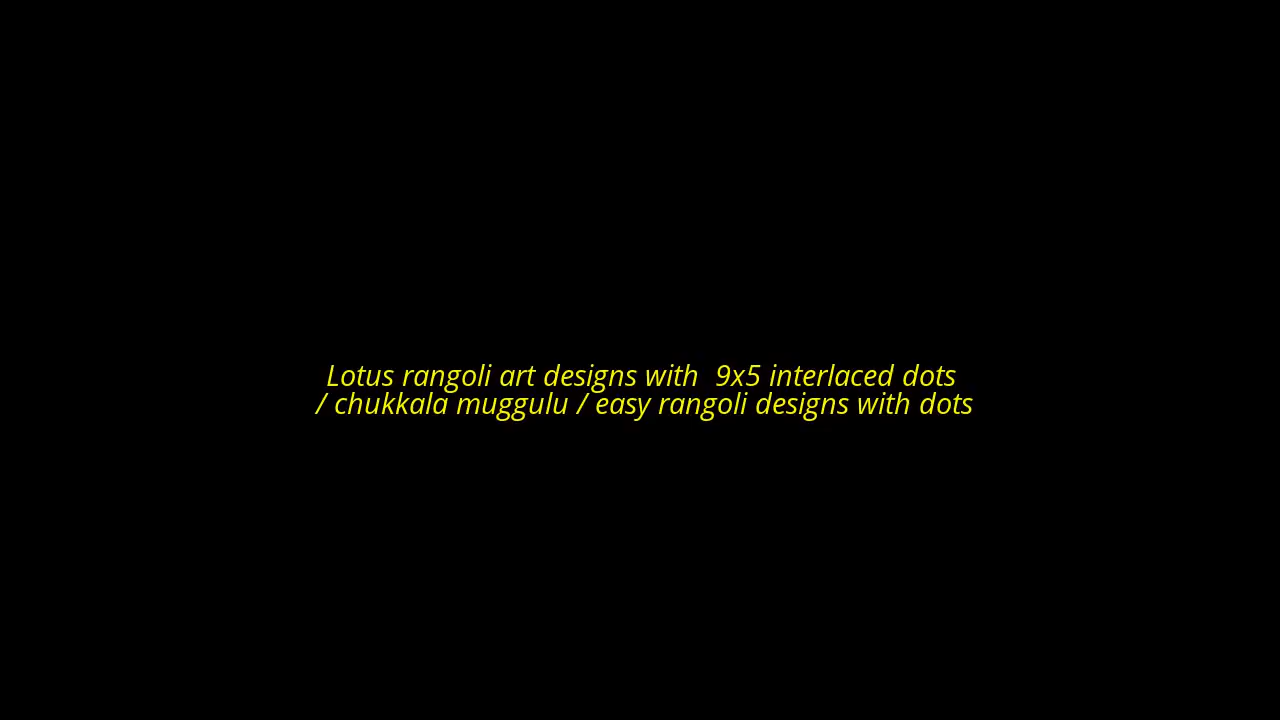 Lotus rangoli art designs with  9x5 interlaced dots
/ chukkala muggulu / easy rangoli designs with dots